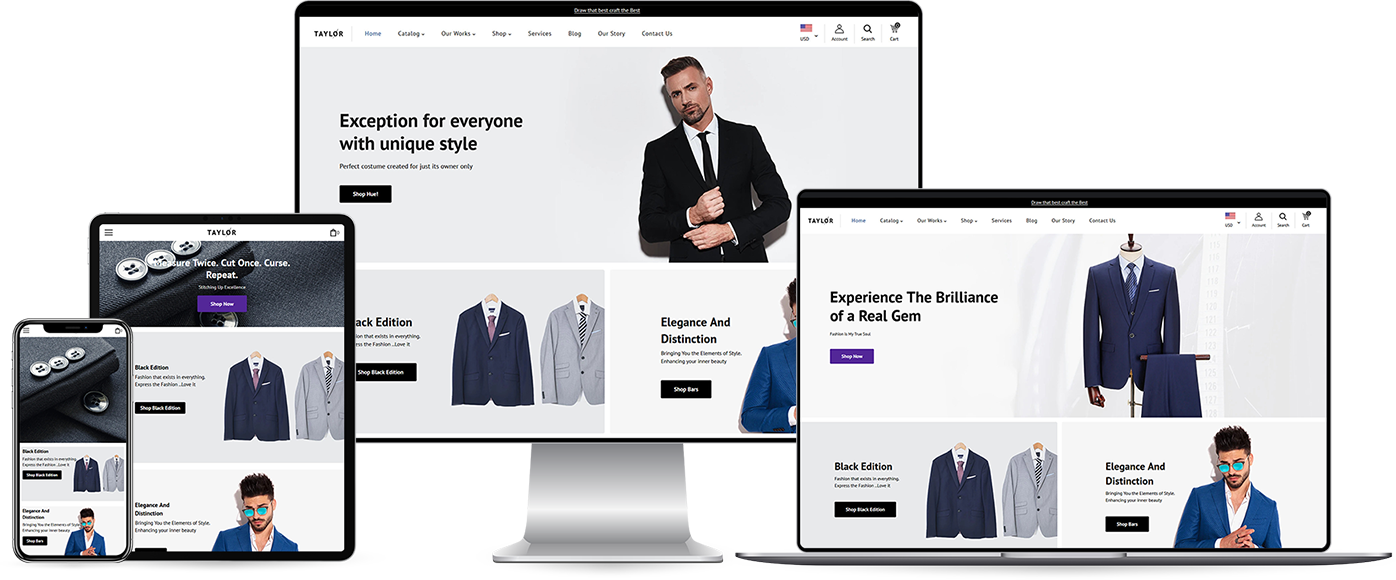 Draw that best craft the Best
TAYLØR
Home
Catalog
Our Works
Shop
Services
Blog
Our Story
Contact Us
USD
Account
Search
0
Cart
Exception for everyone
with unique style
Perfect costume created for just its owner only
Shop Hue!
ack Edition
hion that exists in everything.
ress the Fashion ..Love it
Shop Black Edition
Elegance And
Distinction
Bringing You the Elements of Style.
Enhancing your inner beauty
Shop Bars
Draw that best craft the Best
TAYLØR
Home
Catalog
Our Works
Shop
Services
Blog
Our Story
Contact Us
USD
Account
Search
0
Cart
Experience The Brilliance
of a Real Gem
Fashion Is My True Soul
Shop Now
Black Edition
Fashion that exists in everything.
Express the Fashion ..Love it
Shop Black Edition
Elegance And
Distinction
Bringing You the Elements of Style.
Enhancing your inner beauty
Shop Bars
TAYLØR
0
Measure Twice. Cut Once. Curse.
Repeat.
Stitching Up Excellence
Shop Now
Black Edition
Fashion that exists in everything.
Express the Fashion ..Love it
Shop Black Edition
Elegance And
Distinction
Bringing You the Elements of Style.
Enhancing your inner beauty
Black Edition
Fashion that exists in everything.
Express the Fashion ..Love it
Shop Black Edition
Elegance And
Distinction
Bringing You the Elements of Style.
Enhancing your inner beauty
Shop Bars